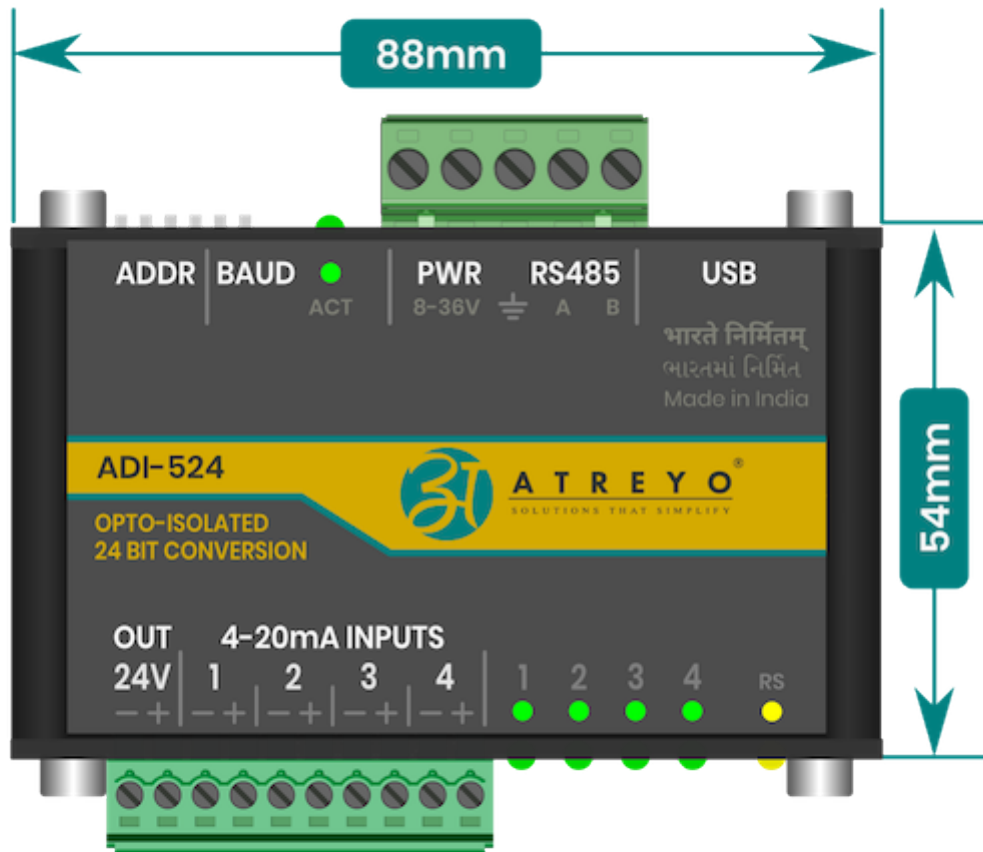 88mm
ADDR BAUD PWR RS485 USB
ACT 8-36V A B
भारते निर्मितम्
ભારતમાં નિર્મિત
Made in India
54mm
ADI-524
अ ATREYO®
SOLUTIONS THAT SIMPLIFY
OPTO-ISOLATED
24 BIT CONVERSION
OUT 4-20mA INPUTS
24V 1 2 3 4 1 2 3 4 RS
- + - + - + - + - +